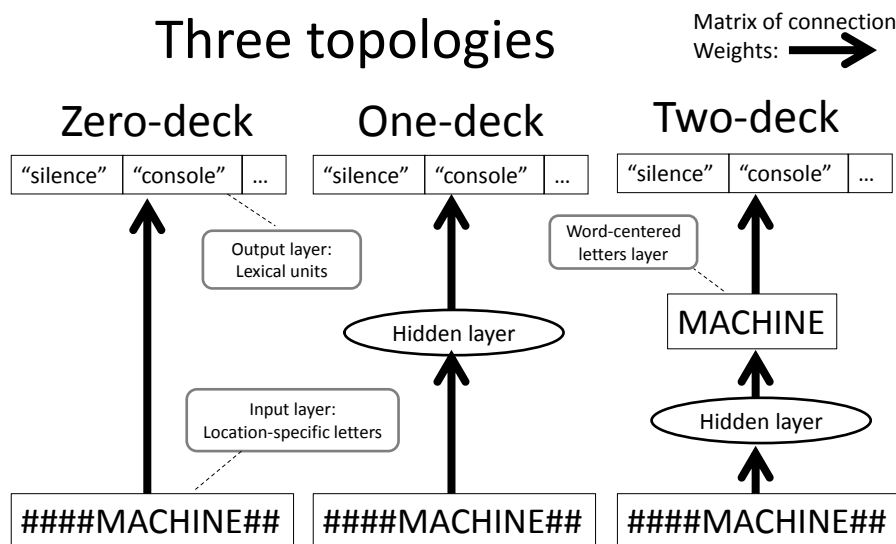 Three topologies
Matrix of connection
Weights:
Zero-deck
One-deck
Two-deck
“silence” “console” ...
“silence” “console” ...
“silence” “console” ...
Output layer:
Lexical units
Word-centered
letters layer
MACHINE
Hidden layer
Input layer:
Location-specific letters
Hidden layer
####MACHINE##
####MACHINE##
####MACHINE##